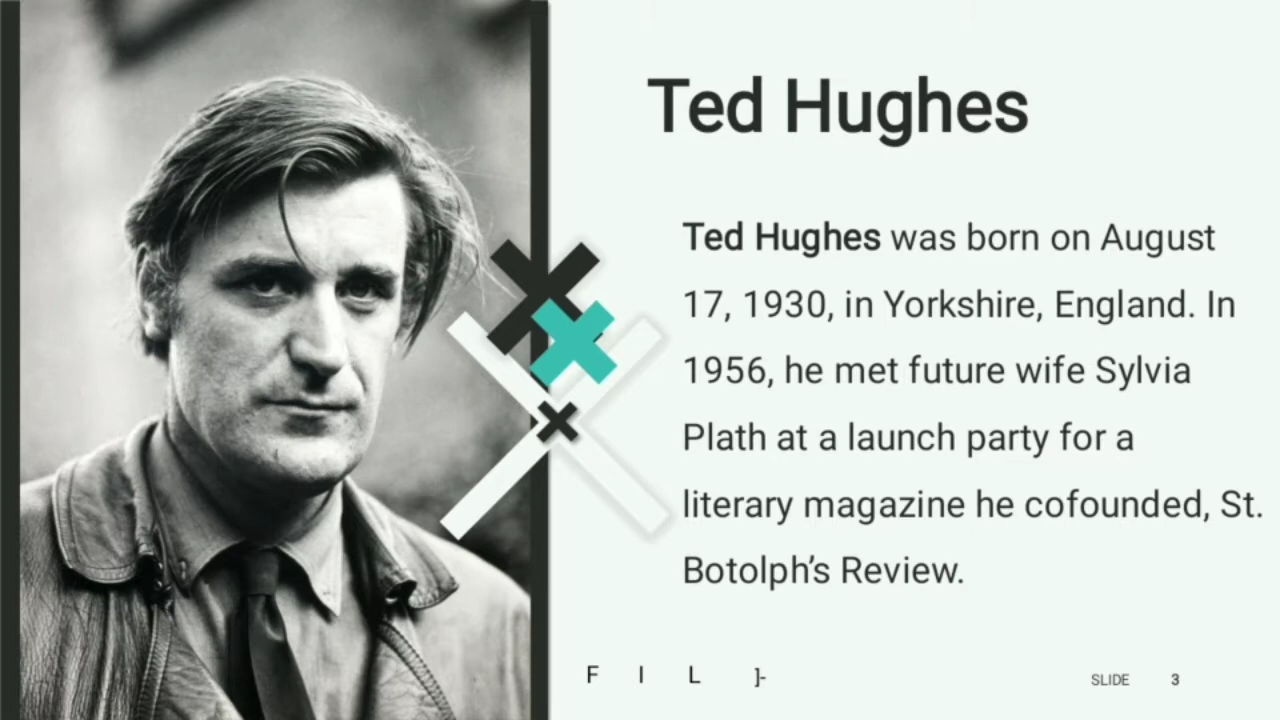 Ted Hughes
Ted Hughes was born on August
17, 1930, in Yorkshire, England. In
1956, he met future wife Sylvia
Plath at a launch party for a
literary magazine he cofounded, St.
Botolph’s Review.
F I L ]-
SLIDE 3